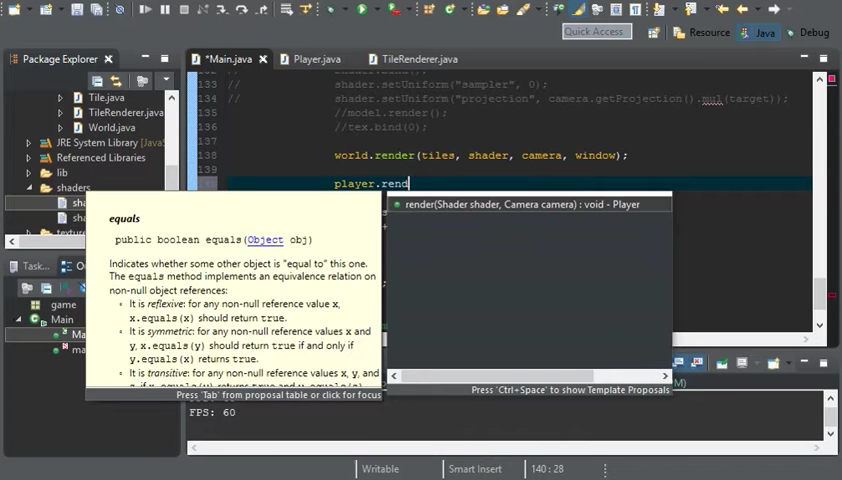 Quick Access
Resource
Java
Debug
Package Explorer
*Main.java
Player.java
TileRenderer.java
Tile.java
TileRenderer.java
World.java
JRE System Library [Java
Referenced Libraries
lib
shaders
sha
sha
Task...
game
Main
133 // shader.setUniform("sampler", 0);
134 // shader.setUniform("projection", camera.getProjection().mul(target));
135 //model.render();
136 //tex.bind(0);
137
138 world.render(tiles, shader, camera, window);
139
player.rend
equals
public boolean equals(Object obj)
Indicates whether some other object is "equal to" this one.
The equals method implements an equivalence relation on
non-null object references:
It is reflexive: for any non-null reference value x,
x.equals(x) should return true.
It is symmetric: for any non-null reference values x and
y, x.equals(y) should return true if and only if
y.equals(x) returns true.
It is transitive: for any non-null reference values x, y, and
Press 'Tab' from proposal table or click for focus
render(Shader shader, Camera camera) : void - Player
Press 'Ctrl+Space' to show Template Proposals
FPS: 60
Writable
Smart Insert
140 : 28